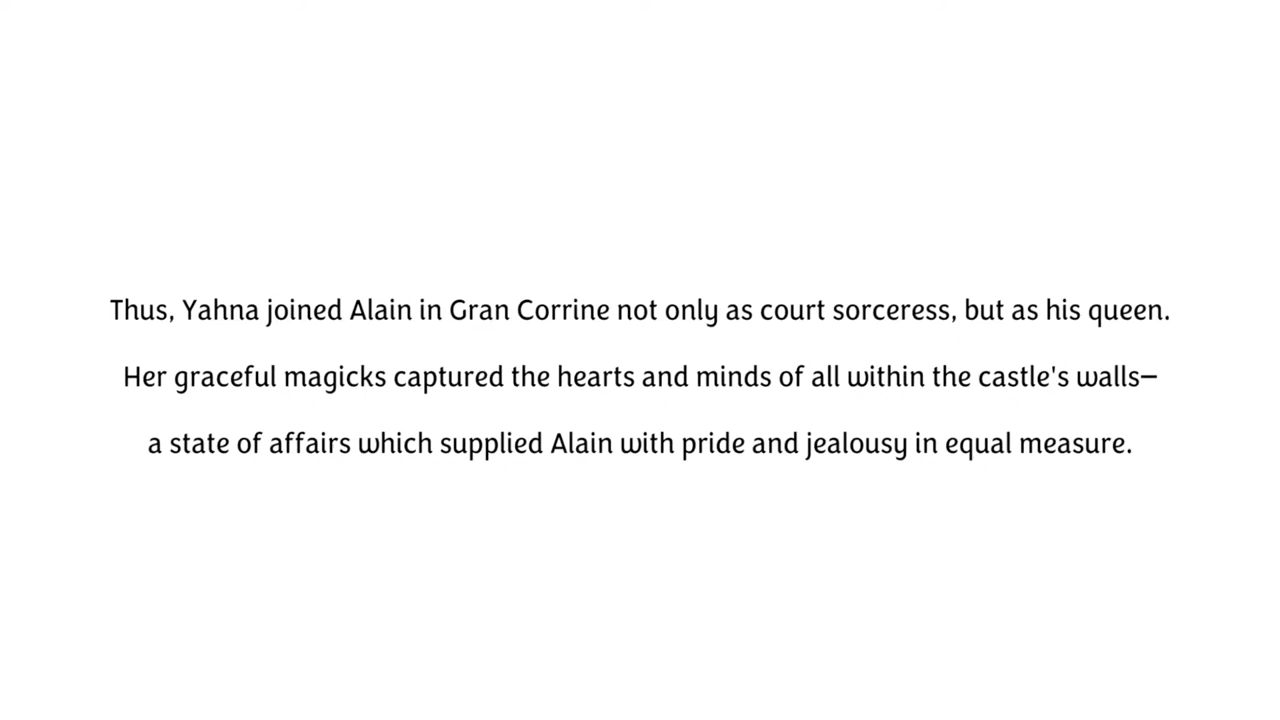 Thus, Yahna joined Alain in Gran Corrine not only as court sorceress, but as his queen.
Her graceful magicks captured the hearts and minds of all within the castle's walls—
a state of affairs which supplied Alain with pride and jealousy in equal measure.